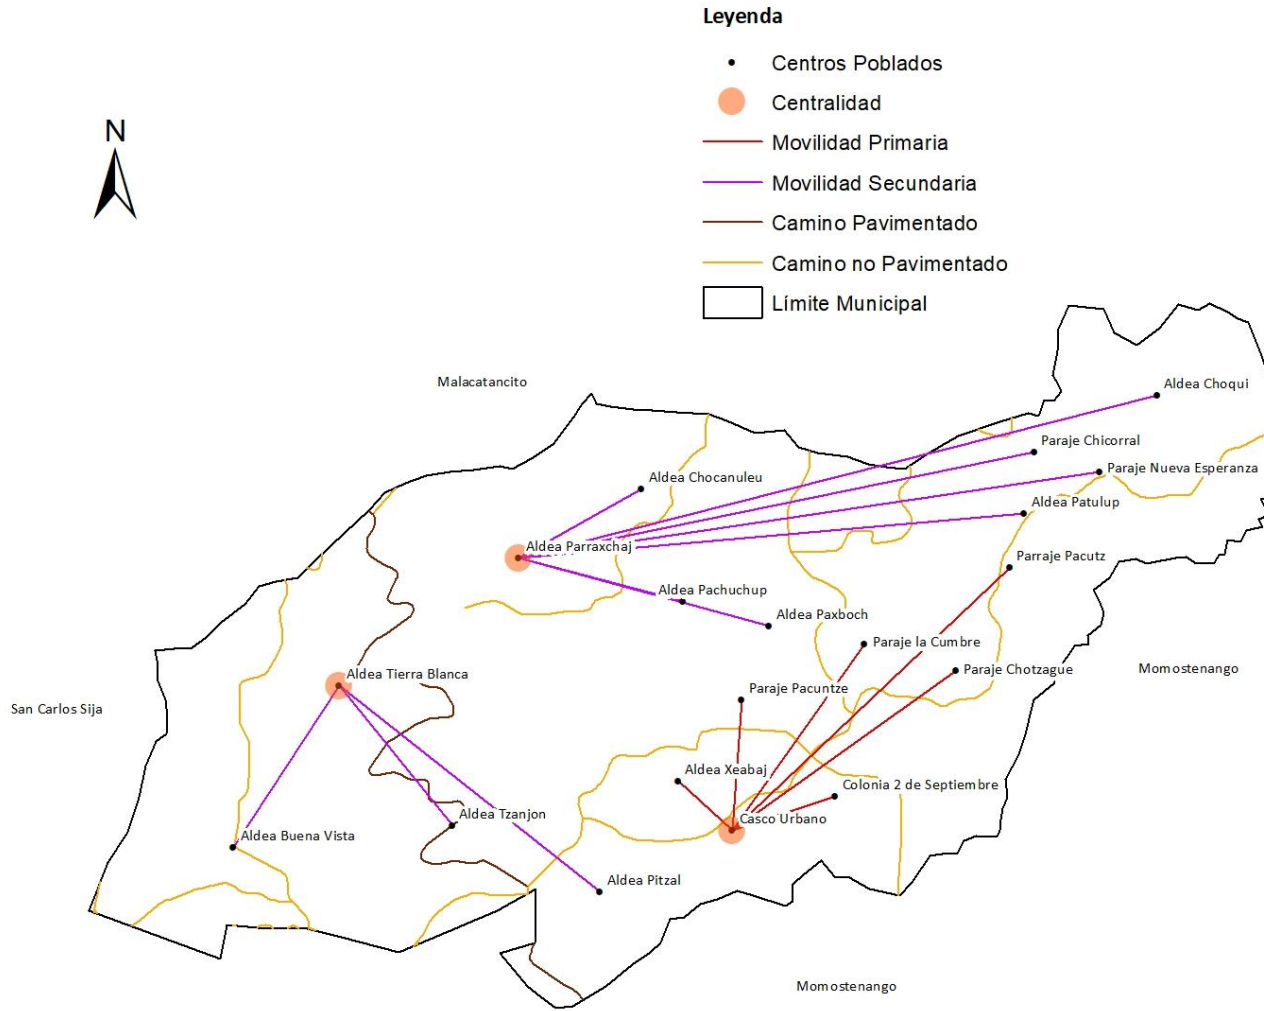 Leyenda
Centros Poblados
Centralidad
Movilidad Primaria
Movilidad Secundaria
Camino Pavimentado
Camino no Pavimentado
Límite Municipal
N
Malacatancito
Aldea Choqui
Paraje Chicorral
Paraje Nueva Esperanza
Aldea Chocanuleu
Aldea Patulup
Aldea Parraxchaj
Parraje Pacutz
Aldea Pachuchup
Aldea Paxboch
Paraje la Cumbre
Paraje Chotzague
Momostenango
Aldea Tierra Blanca
Paraje Pacuntze
San Carlos Sija
Aldea Xeabaj
Colonia 2 de Septiembre
Aldea Tzanjon
Casco Urbano
Aldea Buena Vista
Aldea Pitzal
Momostenango